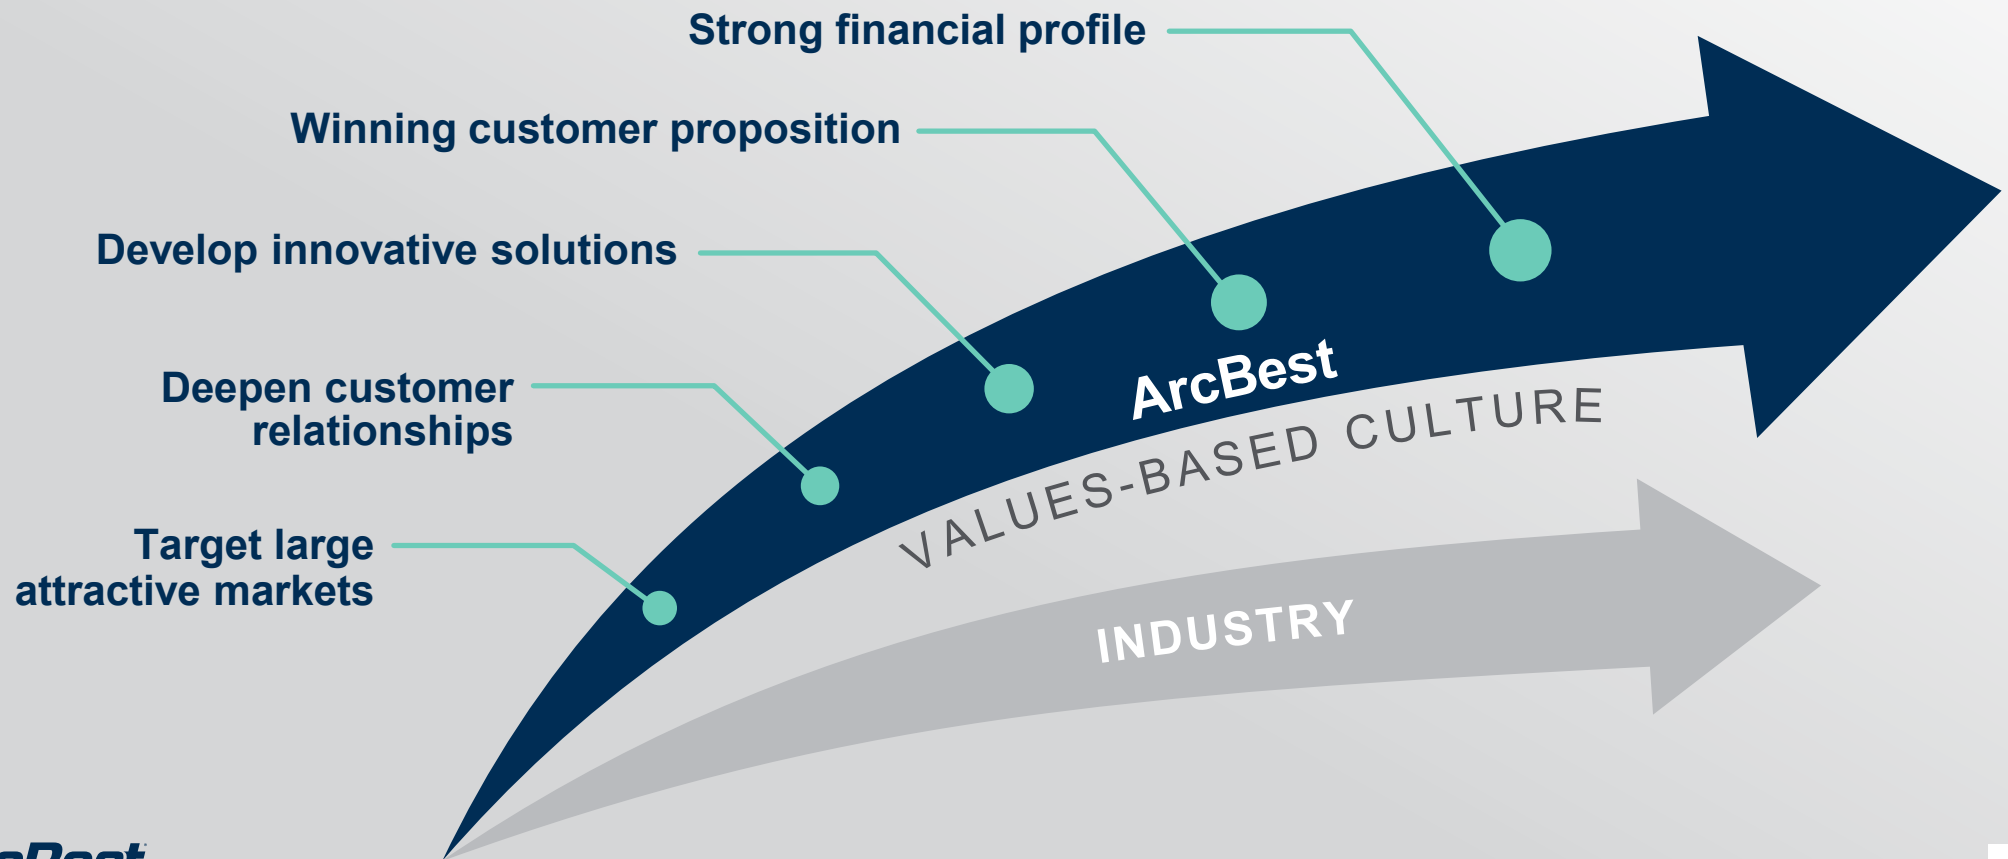 Strong financial profile
Winning customer proposition
Develop innovative solutions
Deepen customer
relationships
Target large
attractive markets
ArcBest
VALUES-BASED CULTURE
INDUSTRY